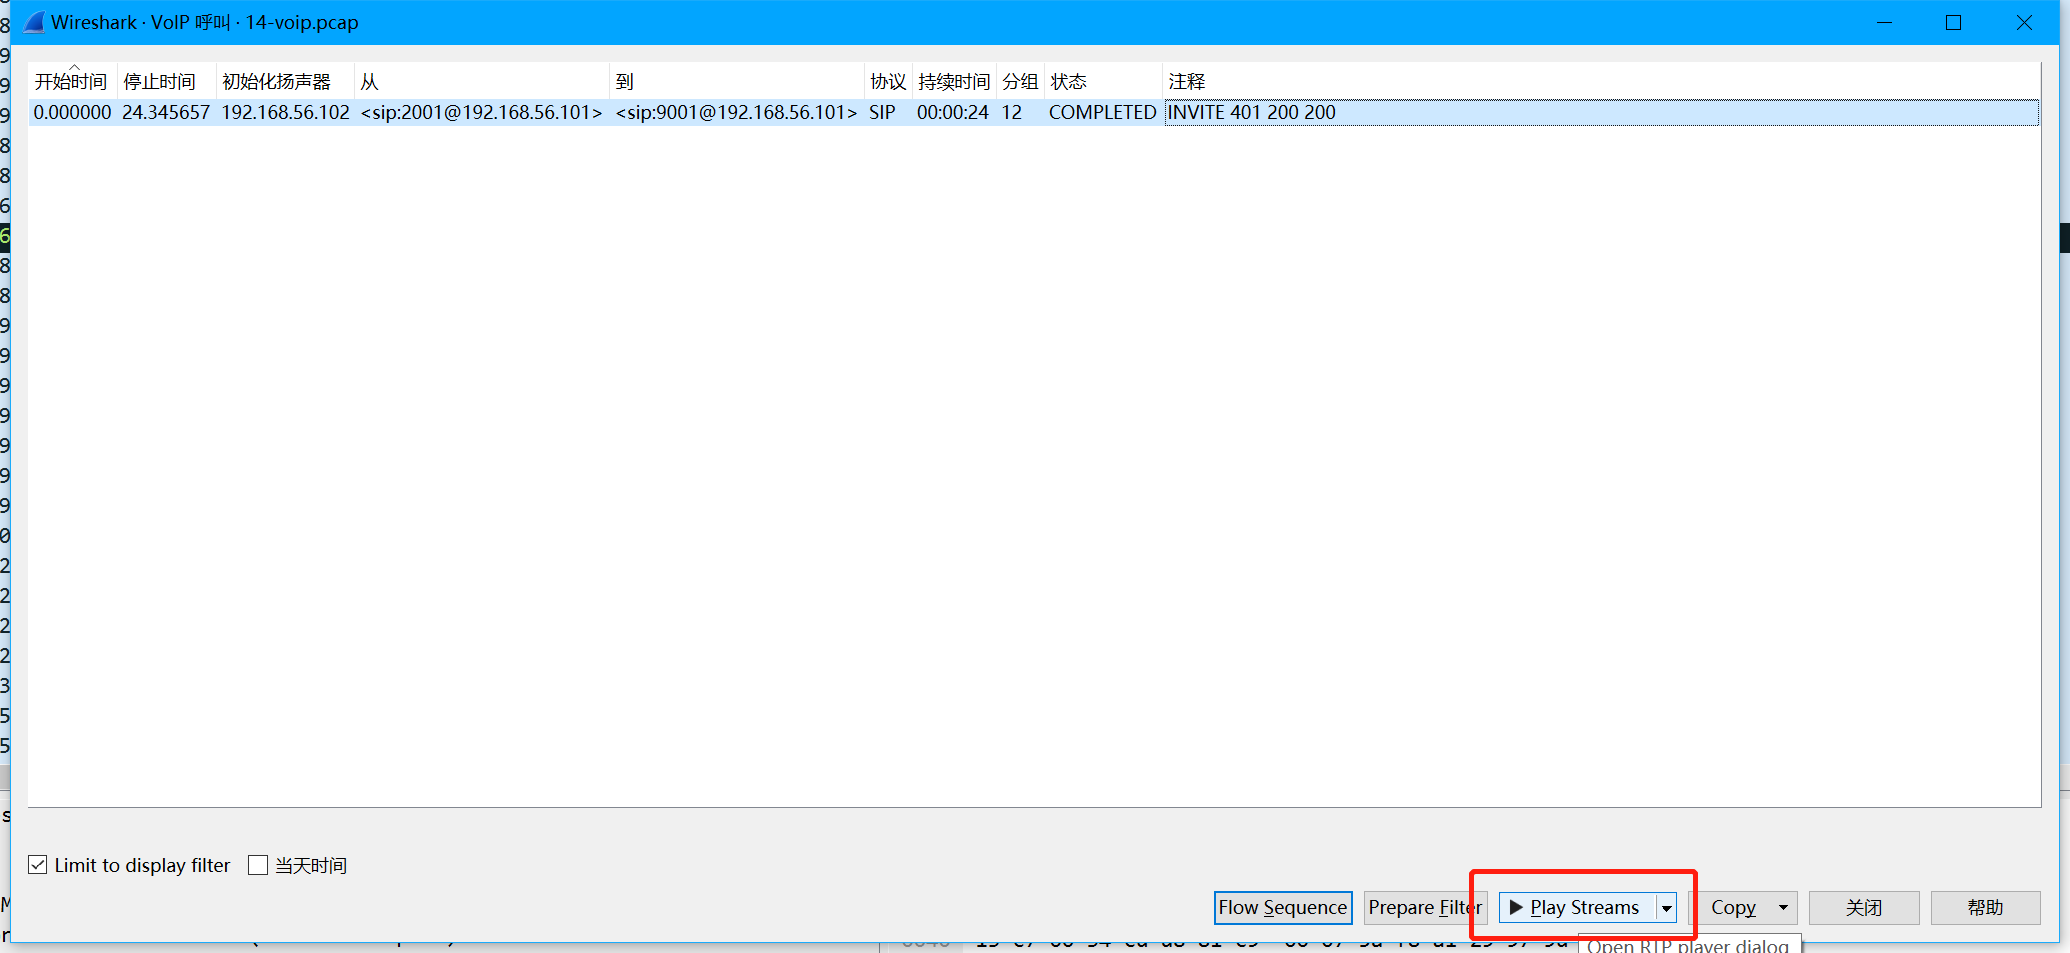 Wireshark · VoIP 呼叫 · 14-voip.pcap
开始时间 停止时间 初始化扬声器 从 到 协议 持续时间 分组 状态 注释
0.000000 24.345657 192.168.56.102 <sip:2001@192.168.56.101> <sip:9001@192.168.56.101> SIP 00:00:24 12 COMPLETED INVITE 401 200 200
Limit to display filter 当天时间
Flow Sequence Prepare Filter Play Streams Copy 关闭 帮助
Open RTP player dialog